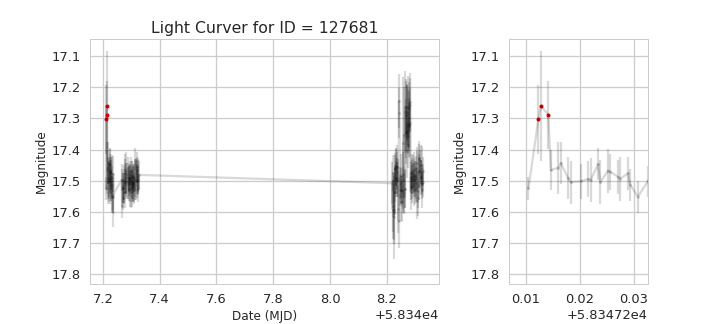 Light Curver for ID = 127681
Magnitude
17.1
17.2
17.3
17.4
17.5
17.6
17.7
17.8
7.2 7.4 7.6 7.8 8.0 8.2
Date (MJD) +5.834e4
Magnitude
17.1
17.2
17.3
17.4
17.5
17.6
17.7
17.8
0.01 0.02 0.03
+5.83472e4